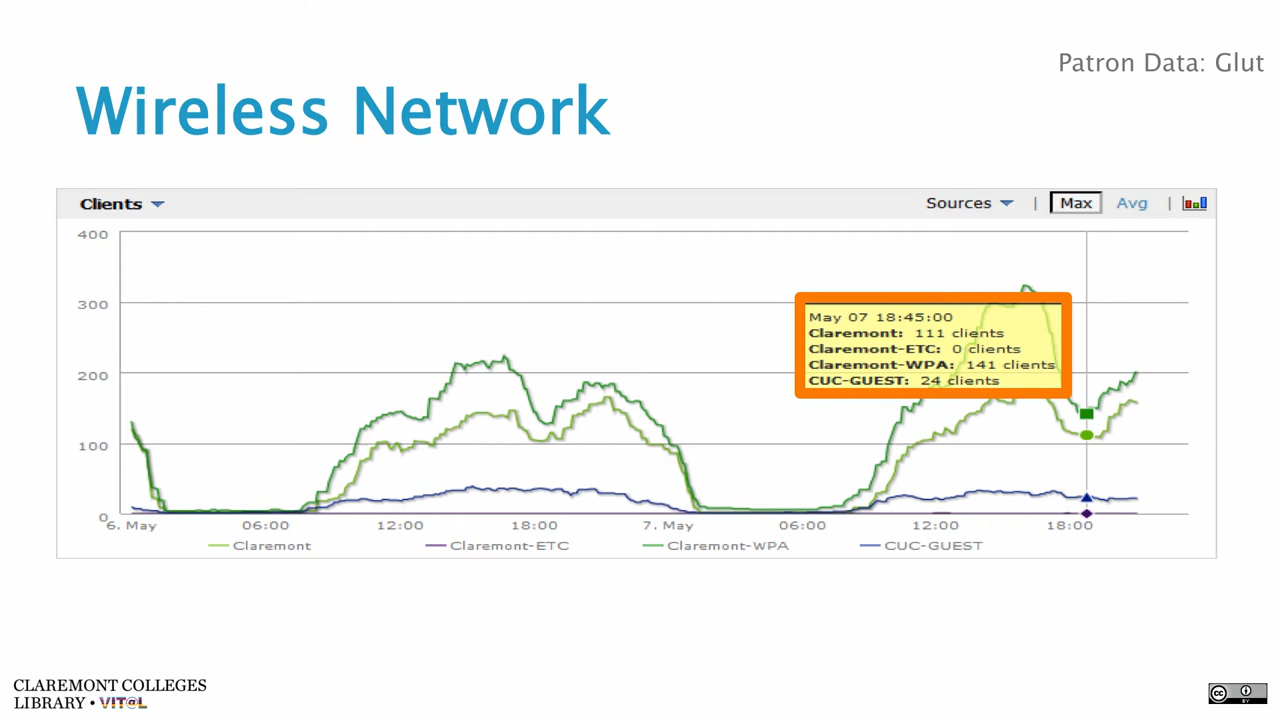 Patron Data: Glut
Wireless Network
Clients
Sources | Max Avg |
400
300
200
100
0
May 07 18:45:00
Claremont: 111 clients
Claremont-ETC: 0 clients
Claremont-WPA: 141 clients
CUC-GUEST: 24 clients
6. May 06:00 12:00 18:00 7. May 06:00 12:00 18:00
Claremont Claremont-ETC Claremont-WPA CUC-GUEST
CLAREMONT COLLEGES
LIBRARY • VIT@L
cc BY